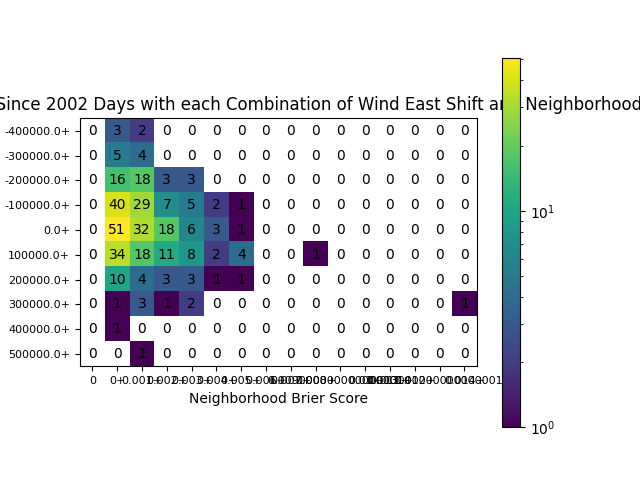 Since 2002 Days with each Combination of Wind East Shift an Neighborhood
-400000.0+ 0 3 2 0 0 0 0 0 0 0 0 0 0 0 0 0
-300000.0+ 0 5 4 0 0 0 0 0 0 0 0 0 0 0 0 0
-200000.0+ 0 16 18 3 3 0 0 0 0 0 0 0 0 0 0 0
-100000.0+ 0 40 29 7 5 2 1 0 0 0 0 0 0 0 0 0
0.0+ 0 51 32 18 6 3 1 0 0 0 0 0 0 0 0 0
100000.0+ 0 34 18 11 8 2 4 0 0 1 0 0 0 0 0 0
200000.0+ 0 10 4 3 3 1 1 0 0 0 0 0 0 0 0 0
300000.0+ 0 1 3 1 2 0 0 0 0 0 0 0 0 0 0 1
400000.0+ 0 1 0 0 0 0 0 0 0 0 0 0 0 0 0 0
500000.0+ 0 0 1 0 0 0 0 0 0 0 0 0 0 0 0 0
0 0+
Neighborhood Brier Score
10¹
10⁰